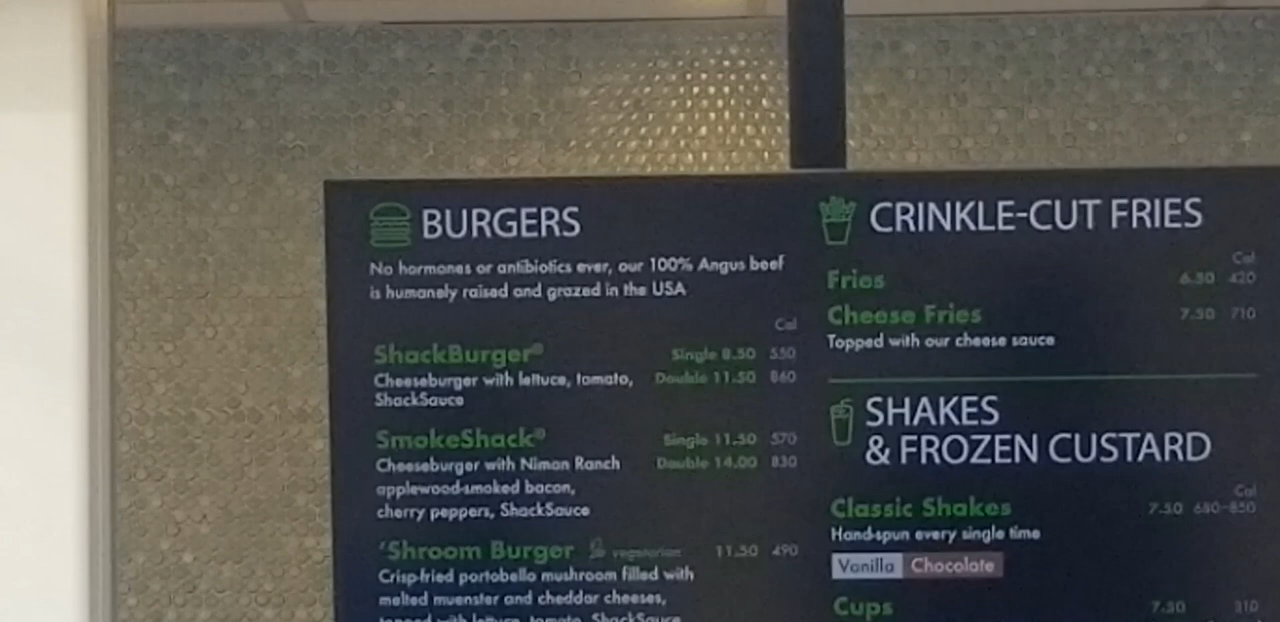 BURGERS
No hormones or antibiotics ever, our 100% Angus beef
is humanely raised and grazed in the USA
Cal
ShackBurger® Single 8.50 550
Cheeseburger with lettuce, tomato, Double 11.50 860
ShackSauce
SmokeShack® Single 11.50 570
Cheeseburger with Niman Ranch Double 14.00 830
applewood-smoked bacon,
cherry peppers, ShackSauce
'Shroom Burger vegetarian 11.50 490
Crisp-fried portobello mushroom filled with
melted muenster and cheddar cheeses,
topped with lettuce, tomato, ShackSauce
CRINKLE-CUT FRIES
Cal
Fries 6.50 420
Cheese Fries 7.50 710
Topped with our cheese sauce
SHAKES
& FROZEN CUSTARD
Cal
Classic Shakes 7.50 680-850
Hand-spun every single time
Vanilla Chocolate
Cups 7.50 310